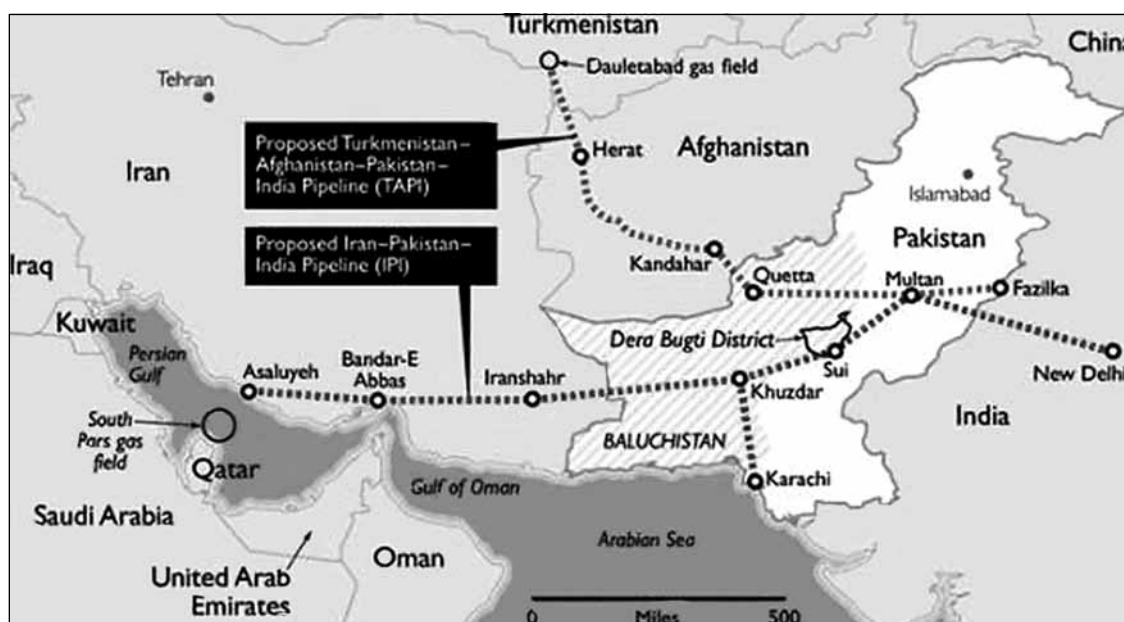 Turkmenistan
China
Dauletabad gas field
Tehran
Proposed Turkmenistan–
Afghanistan–Pakistan–
India Pipeline (TAPI)
Herat
Afghanistan
Iran
Islamabad
Proposed Iran–Pakistan–
India Pipeline (IPI)
Pakistan
Iraq
Kandahar
Quetta
Multan
Fazilka
Kuwait
Persian
Gulf
Dera Bugti District
Asaluyeh
Bandar-E
Abbas
Iranshahr
Sui
New Delhi
Khuzdar
South
Pars gas
field
India
BALUCHISTAN
Qatar
Karachi
Gulf of Oman
Saudi Arabia
Arabian Sea
Oman
United Arab
Emirates
0
500
Miles